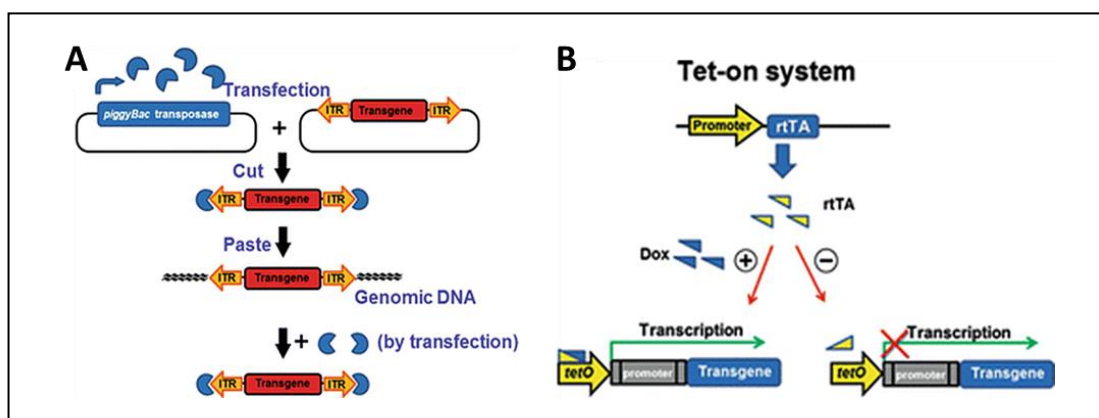 A
Transfection
piggyBac transposase
+
ITR Transgene ITR
Cut
ITR Transgene ITR
Paste
ITR Transgene ITR
Genomic DNA
+ (by transfection)
ITR Transgene ITR
B
Tet-on system
Promoter rtTA
rtTA
Dox + −
Transcription
tetO promoter Transgene
Transcription
tetO promoter Transgene